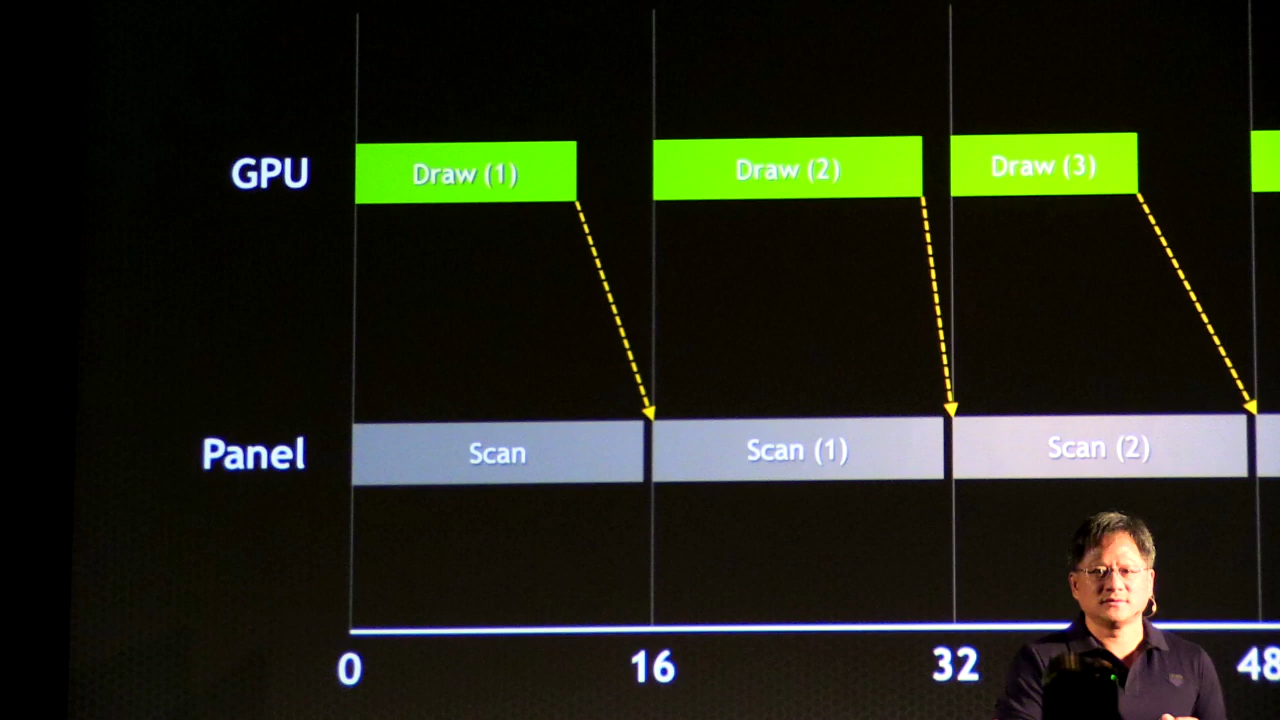 GPU
Draw (1)
Draw (2)
Draw (3)
Panel
Scan
Scan (1)
Scan (2)
0
16
32
48